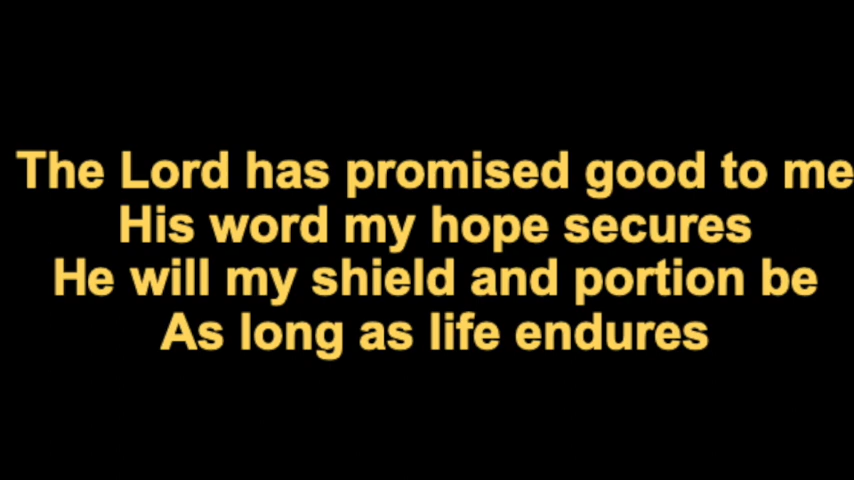 The Lord has promised good to me
His word my hope secures
He will my shield and portion be
As long as life endures